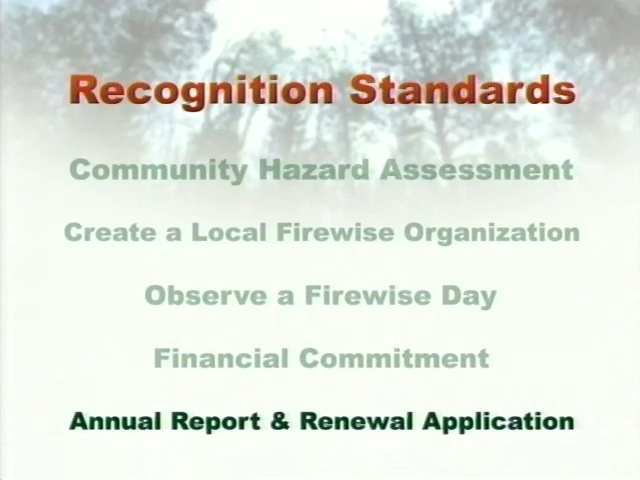 Recognition Standards
Community Hazard Assessment
Create a Local Firewise Organization
Observe a Firewise Day
Financial Commitment
Annual Report & Renewal Application